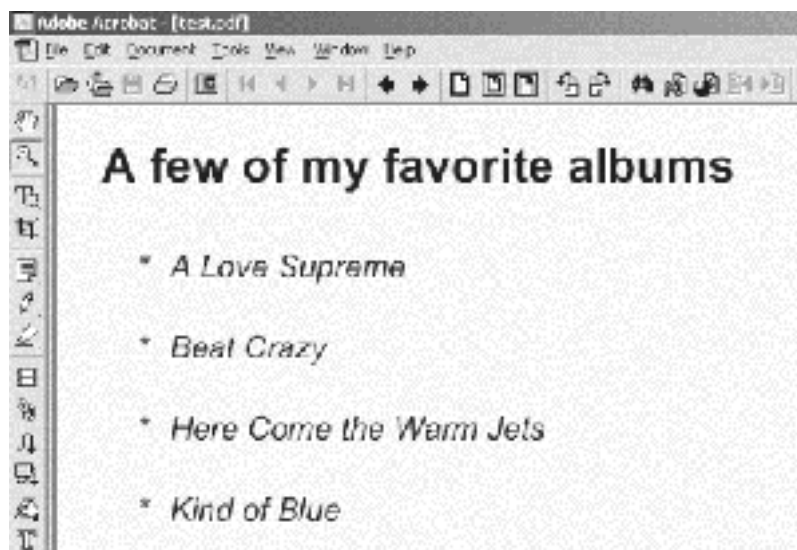 Adobe Acrobat - [test.pdf]
File Edit Document Tools View Window Help
A few of my favorite albums
* A Love Supreme
* Beat Crazy
* Here Come the Warm Jets
* Kind of Blue